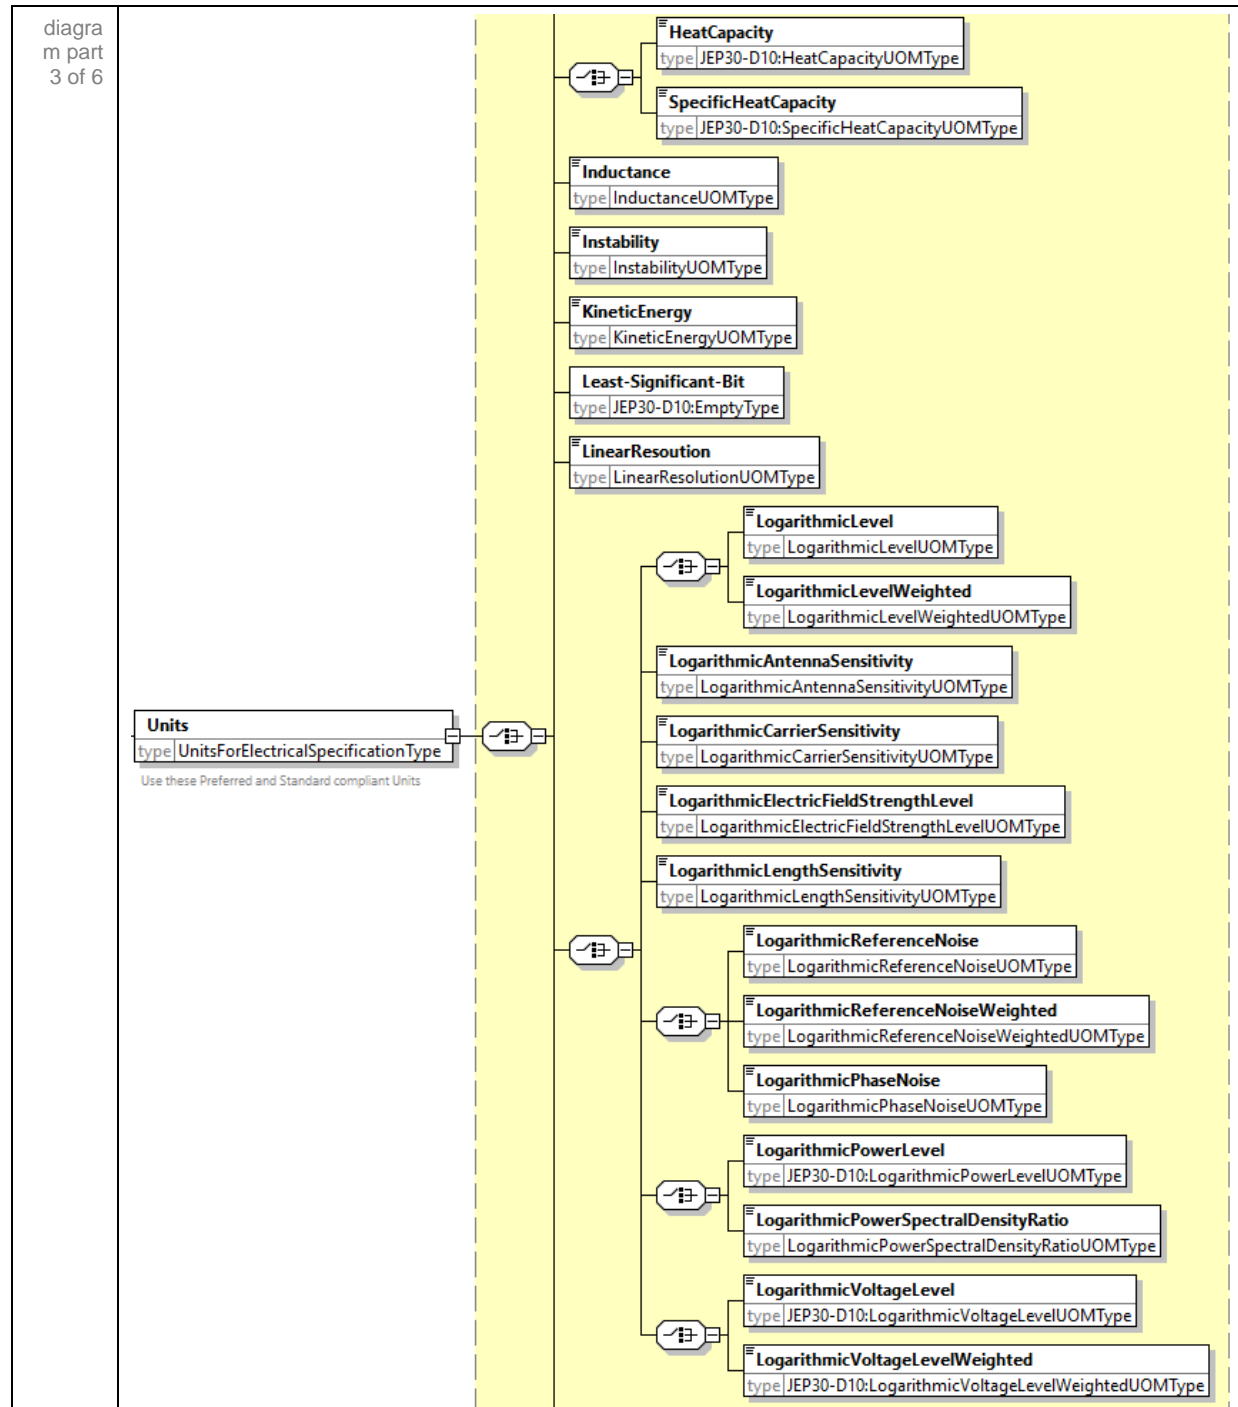 diagra
m part
3 of 6
HeatCapacity
type JEP30-D10:HeatCapacityUOMType
SpecificHeatCapacity
type JEP30-D10:SpecificHeatCapacityUOMType
Inductance
type InductanceUOMType
Instability
type InstabilityUOMType
KineticEnergy
type KineticEnergyUOMType
Least-Significant-Bit
type JEP30-D10:EmptyType
LinearResoution
type LinearResolutionUOMType
LogarithmicLevel
type LogarithmicLevelUOMType
LogarithmicLevelWeighted
type LogarithmicLevelWeightedUOMType
LogarithmicAntennaSensitivity
type LogarithmicAntennaSensitivityUOMType
Units
type UnitsForElectricalSpecificationType
Use these Preferred and Standard compliant Units
LogarithmicCarrierSensitivity
type LogarithmicCarrierSensitivityUOMType
LogarithmicElectricFieldStrengthLevel
type LogarithmicElectricFieldStrengthLevelUOMType
LogarithmicLengthSensitivity
type LogarithmicLengthSensitivityUOMType
LogarithmicReferenceNoise
type LogarithmicReferenceNoiseUOMType
LogarithmicReferenceNoiseWeighted
type LogarithmicReferenceNoiseWeightedUOMType
LogarithmicPhaseNoise
type LogarithmicPhaseNoiseUOMType
LogarithmicPowerLevel
type JEP30-D10:LogarithmicPowerLevelUOMType
LogarithmicPowerSpectralDensityRatio
type LogarithmicPowerSpectralDensityRatioUOMType
LogarithmicVoltageLevel
type JEP30-D10:LogarithmicVoltageLevelUOMType
LogarithmicVoltageLevelWeighted
type JEP30-D10:LogarithmicVoltageLevelWeightedUOMType